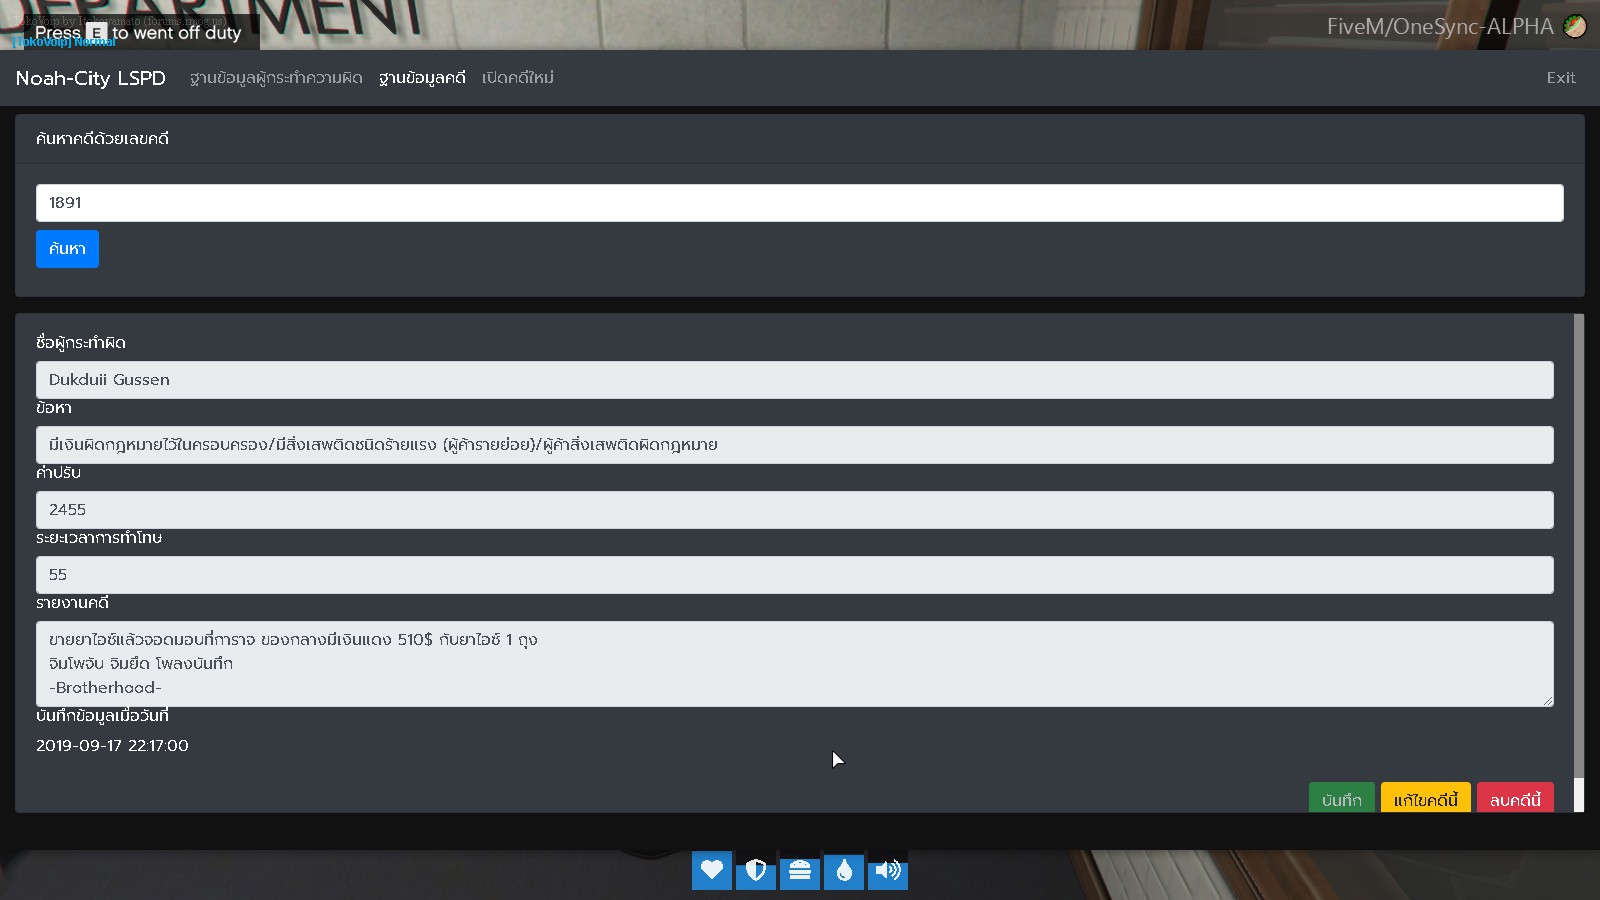 DEPARTMENT
TokoVoip by Itokoyamato (forums.rmog.us)
Press E to went off duty
[TokoVoip] Normal
FiveM/OneSync-ALPHA
Noah-City LSPD ฐานข้อมูลผู้กระทำความผิด ฐานข้อมูลคดี เปิดคดีใหม่ Exit
ค้นหาคดีด้วยเลขคดี
1891
ค้นหา
ชื่อผู้กระทำผิด
Dukduii Gussen
ข้อหา
มีเงินผิดกฎหมายไว้ในครอบครอง/มีสิ่งเสพติดชนิดร้ายแรง (ผู้ค้ารายย่อย)/ผู้ค้าสิ่งเสพติดผิดกฎหมาย
ค่าปรับ
2455
ระยะเวลาการทำโทษ
55
รายงานคดี
ขายยาไอซ์แล้วจอดมอบที่การาจ ของกลางมีเงินแดง 510$ กับยาไอซ์ 1 ถุง
จิมโพจับ จิมยึด โพลงบันทึก
-Brotherhood-
บันทึกข้อมูลเมื่อวันที่
2019-09-17 22:17:00
บันทึก แก้ไขคดีนี้ ลบคดีนี้